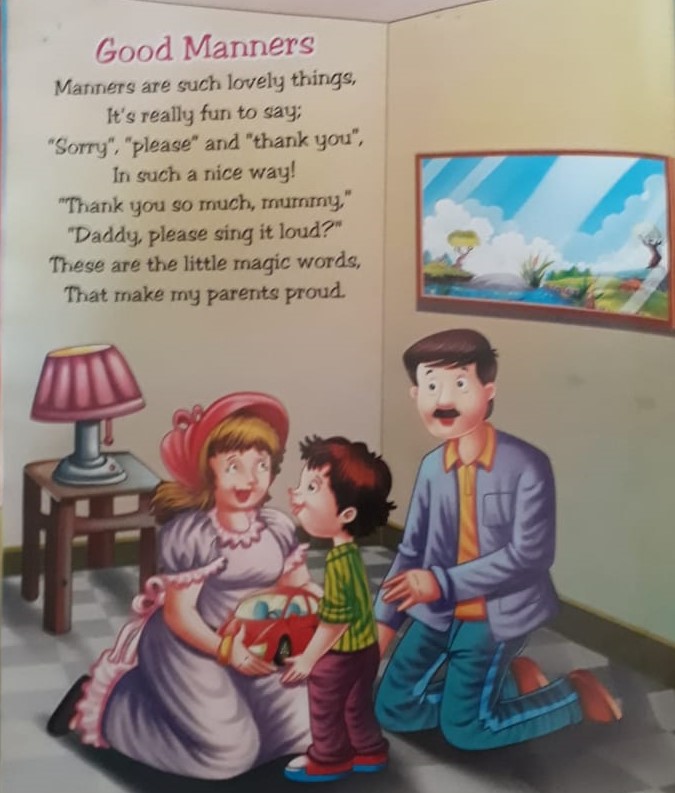 Good Manners
Manners are such lovely things,
It's really fun to say;
"Sorry", "please" and "thank you",
In such a nice way!
"Thank you so much, mummy,"
"Daddy, please sing it loud?"
These are the little magic words,
That make my parents proud.